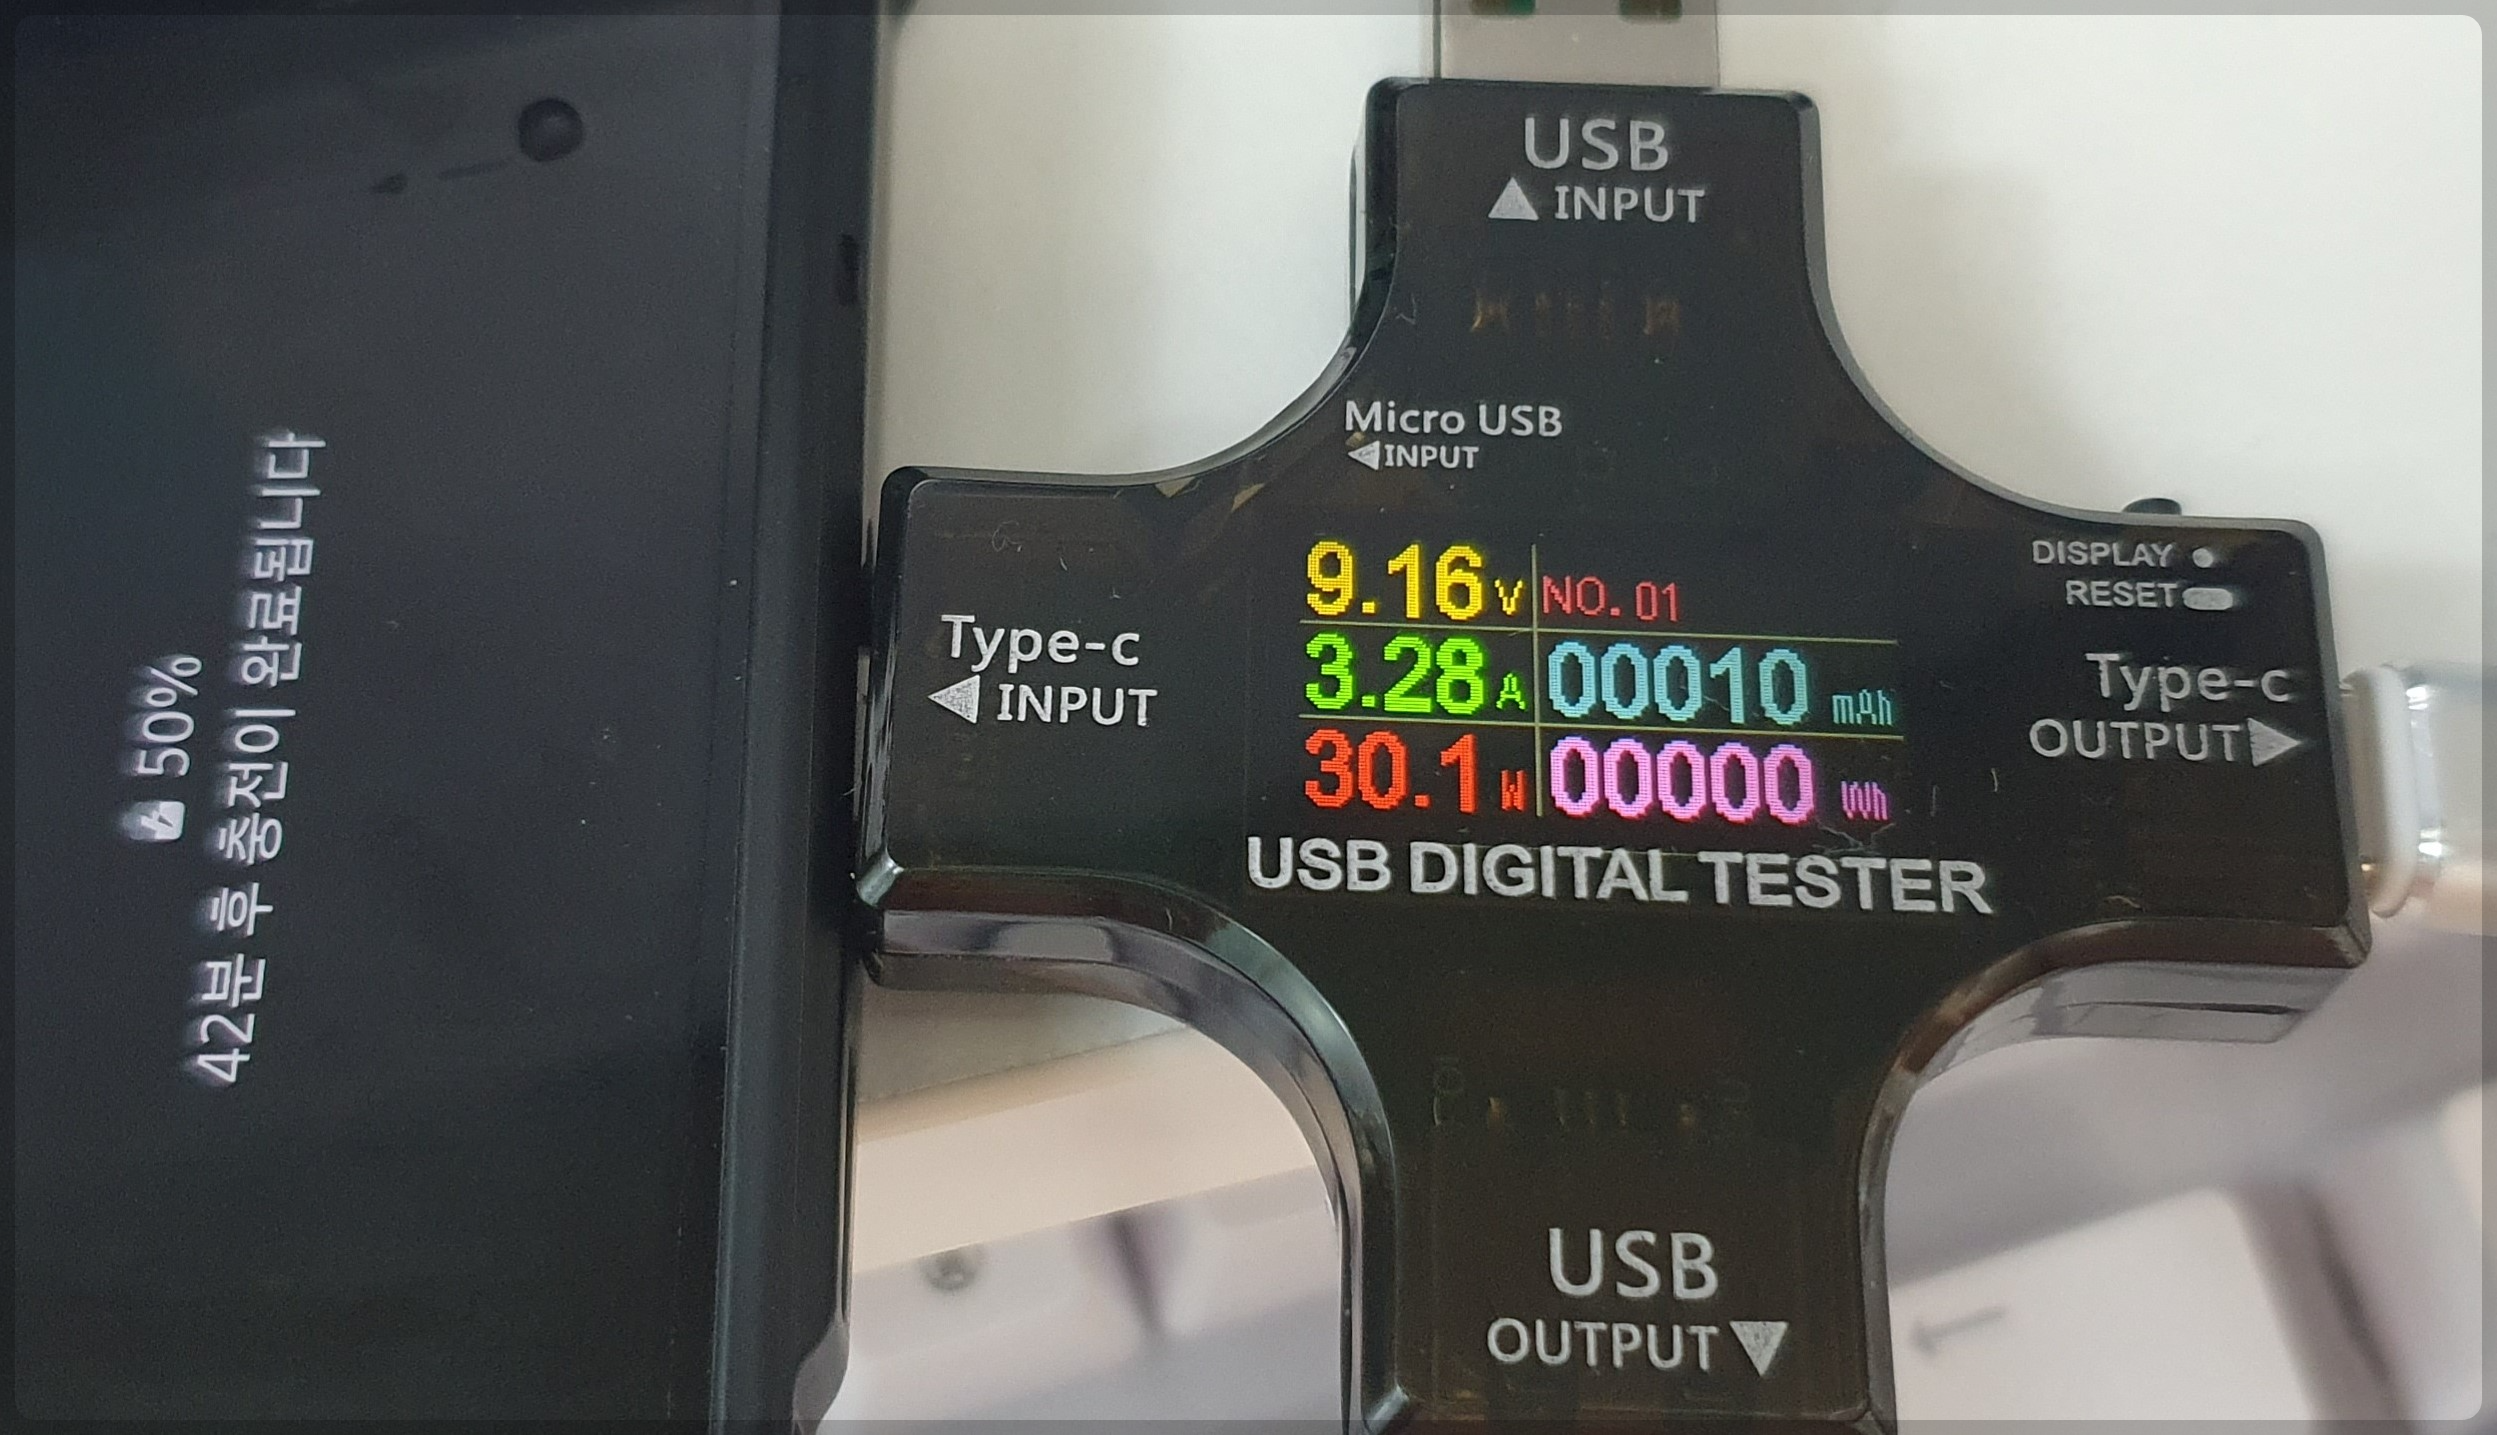 50%
42분 후 충전이 완료됩니다
USB
▲ INPUT
Micro USB
◀INPUT
Type-c
◀ INPUT
9.16 V
NO.01
3.28 A
00010 mAh
30.1 W
00000 Wh
USB DIGITAL TESTER
DISPLAY
RESET
Type-c
OUTPUT▶
USB
OUTPUT▼